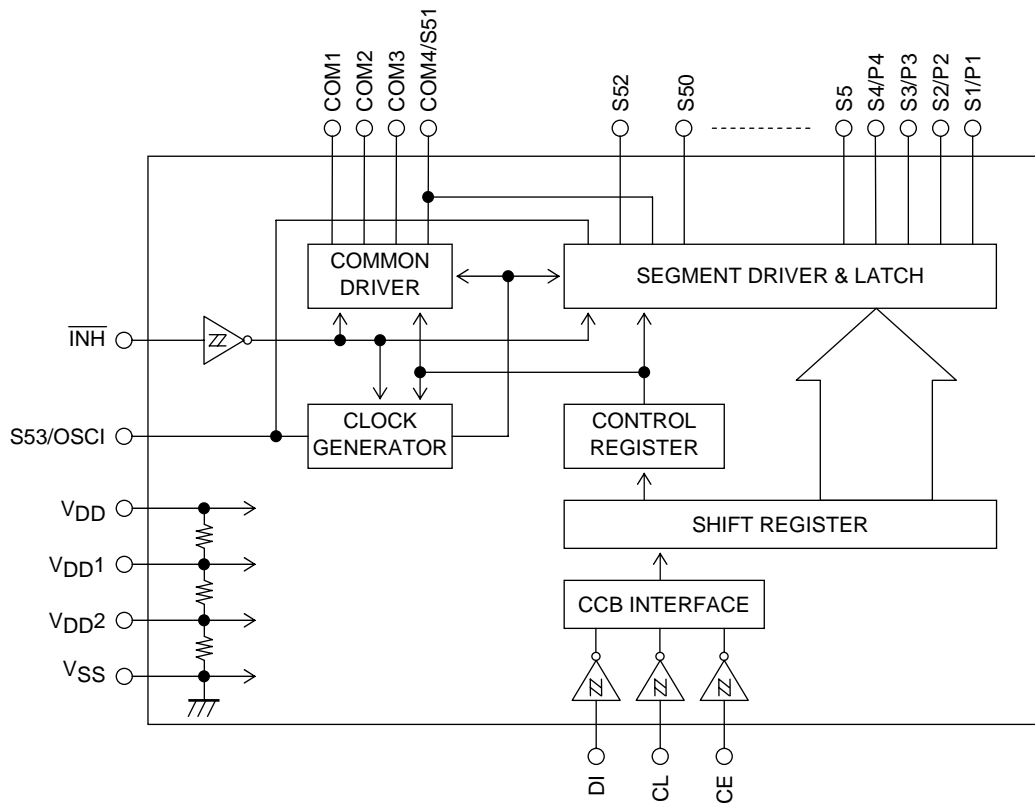 COM1
COM2
COM3
COM4/S51
S52
S50
S5
S4/P4
S3/P3
S2/P2
S1/P1
COMMON
DRIVER
SEGMENT DRIVER & LATCH
INH
S53/OSCI
CLOCK
GENERATOR
CONTROL
REGISTER
VDD
SHIFT REGISTER
VDD1
CCB INTERFACE
VDD2
VSS
DI
CL
CE